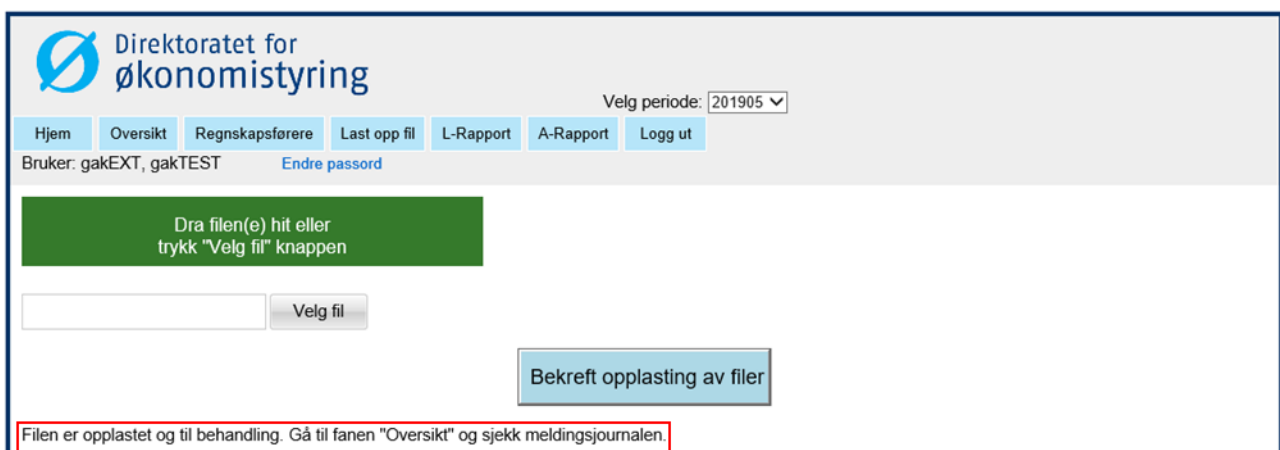 Direktoratet for
økonomistyring
Velg periode: 201905
Hjem Oversikt Regnskapsførere Last opp fil L-Rapport A-Rapport Logg ut
Bruker: gakEXT, gakTEST Endre passord
Dra filen(e) hit eller
trykk "Velg fil" knappen
Velg fil
Bekreft opplasting av filer
Filen er opplastet og til behandling. Gå til fanen "Oversikt" og sjekk meldingsjournalen.